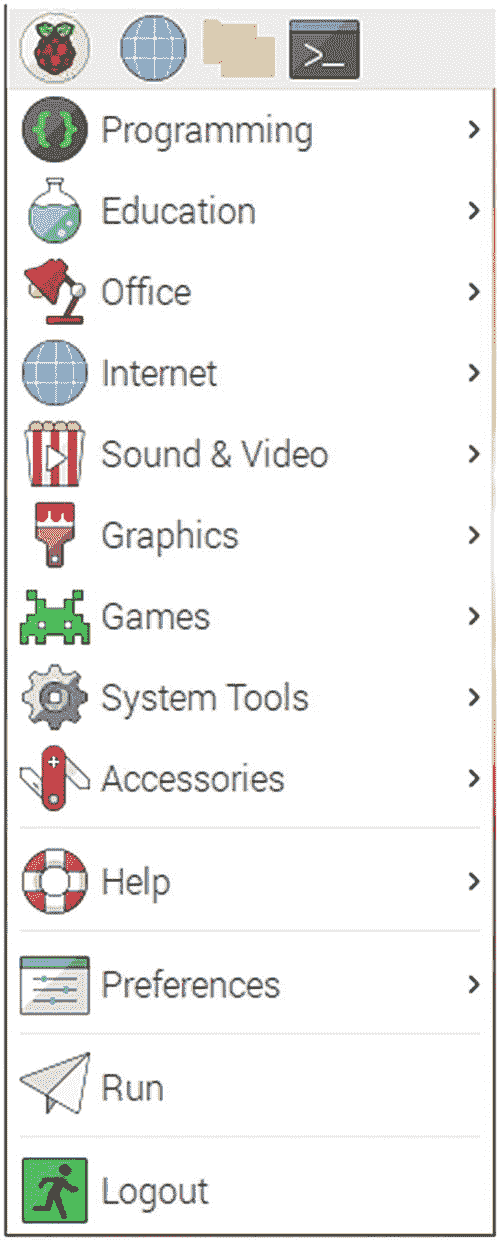 >_
Programming
Education
Office
Internet
Sound & Video
Graphics
Games
System Tools
Accessories
Help
Preferences
Run
Logout